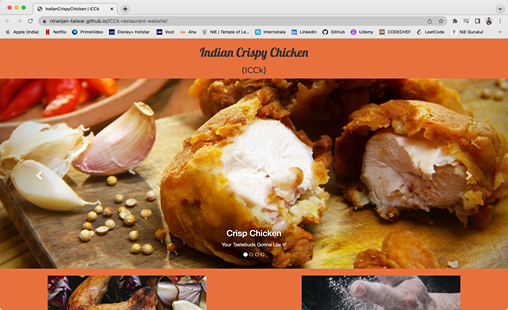 IndianCrispyChicken | ICCk
niranjan-talwar.github.io/ICCk-restaurant-website/
Apple (India) Netflix PrimeVideo Disney+ Hotstar Voot Aha NIE | Temple of Le... Internshala LinkedIn GitHub Udemy CODECHEF LeetCode NIE Gurukul
Indian Crispy Chicken
(ICCk)
Crisp Chicken
Your Tastebuds Gonna Luv It!